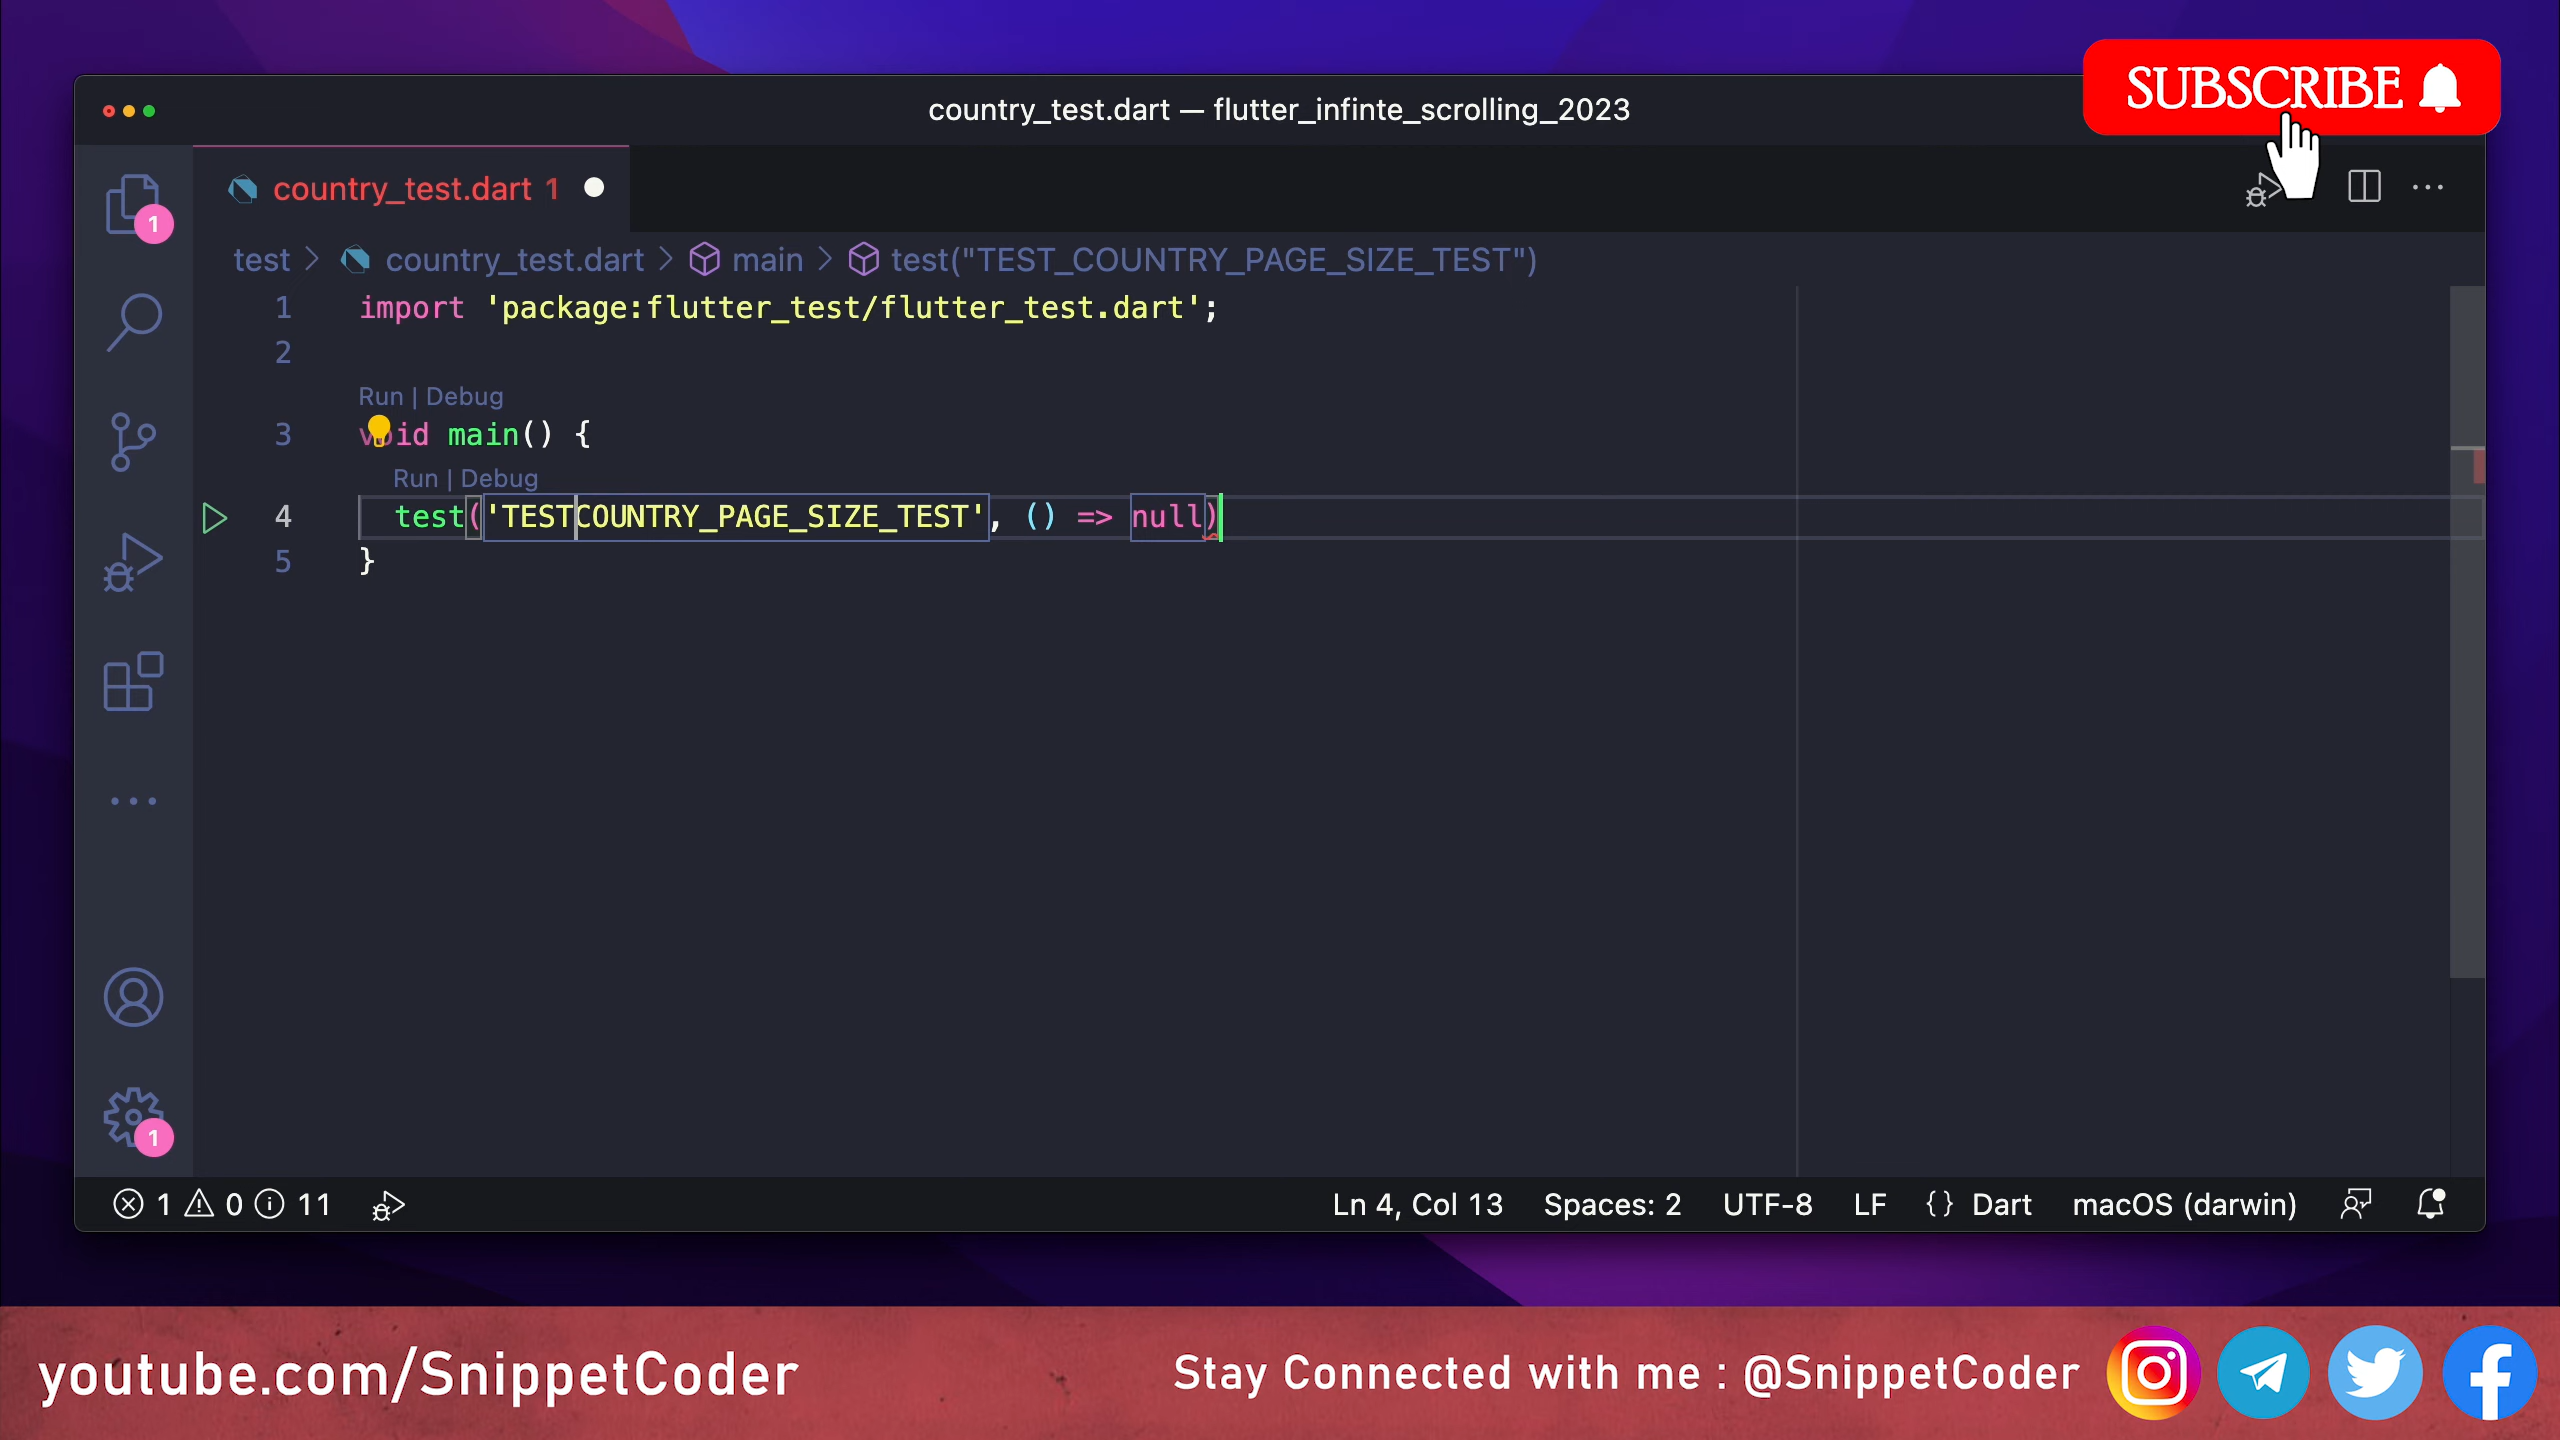 SUBSCRIBE
country_test.dart — flutter_infinte_scrolling_2023
1
country_test.dart 1
test > country_test.dart > main > test("TEST_COUNTRY_PAGE_SIZE_TEST")
1 import 'package:flutter_test/flutter_test.dart';
2
Run | Debug
3 void main() {
Run | Debug
4 test('TESTCOUNTRY_PAGE_SIZE_TEST', () => null)
5 }
1
1 0 11 Ln 4, Col 13 Spaces: 2 UTF-8 LF {} Dart macOS (darwin)
youtube.com/SnippetCoder
Stay Connected with me : @SnippetCoder